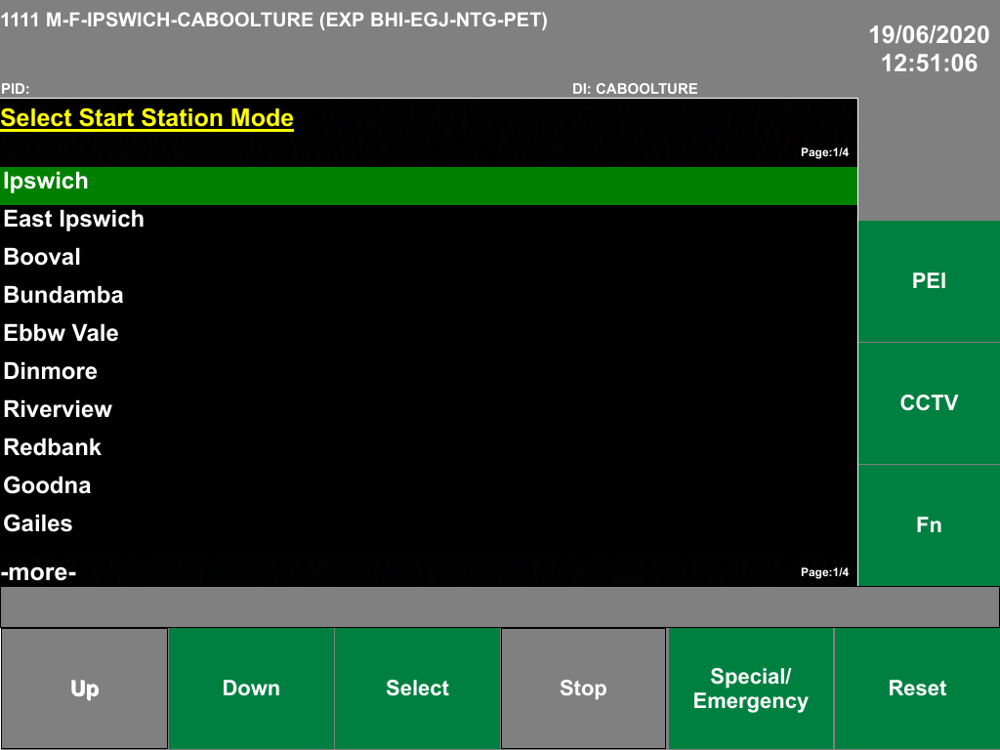 1111 M-F-IPSWICH-CABOOLTURE (EXP BHI-EGJ-NTG-PET)
19/06/2020
12:51:06
PID:
DI: CABOOLTURE
Select Start Station Mode
Page:1/4
Ipswich
East Ipswich
Booval
Bundamba
Ebbw Vale
Dinmore
Riverview
Redbank
Goodna
Gailes
-more-
Page:1/4
PEI
CCTV
Fn
Up
Down
Select
Stop
Special/
Emergency
Reset